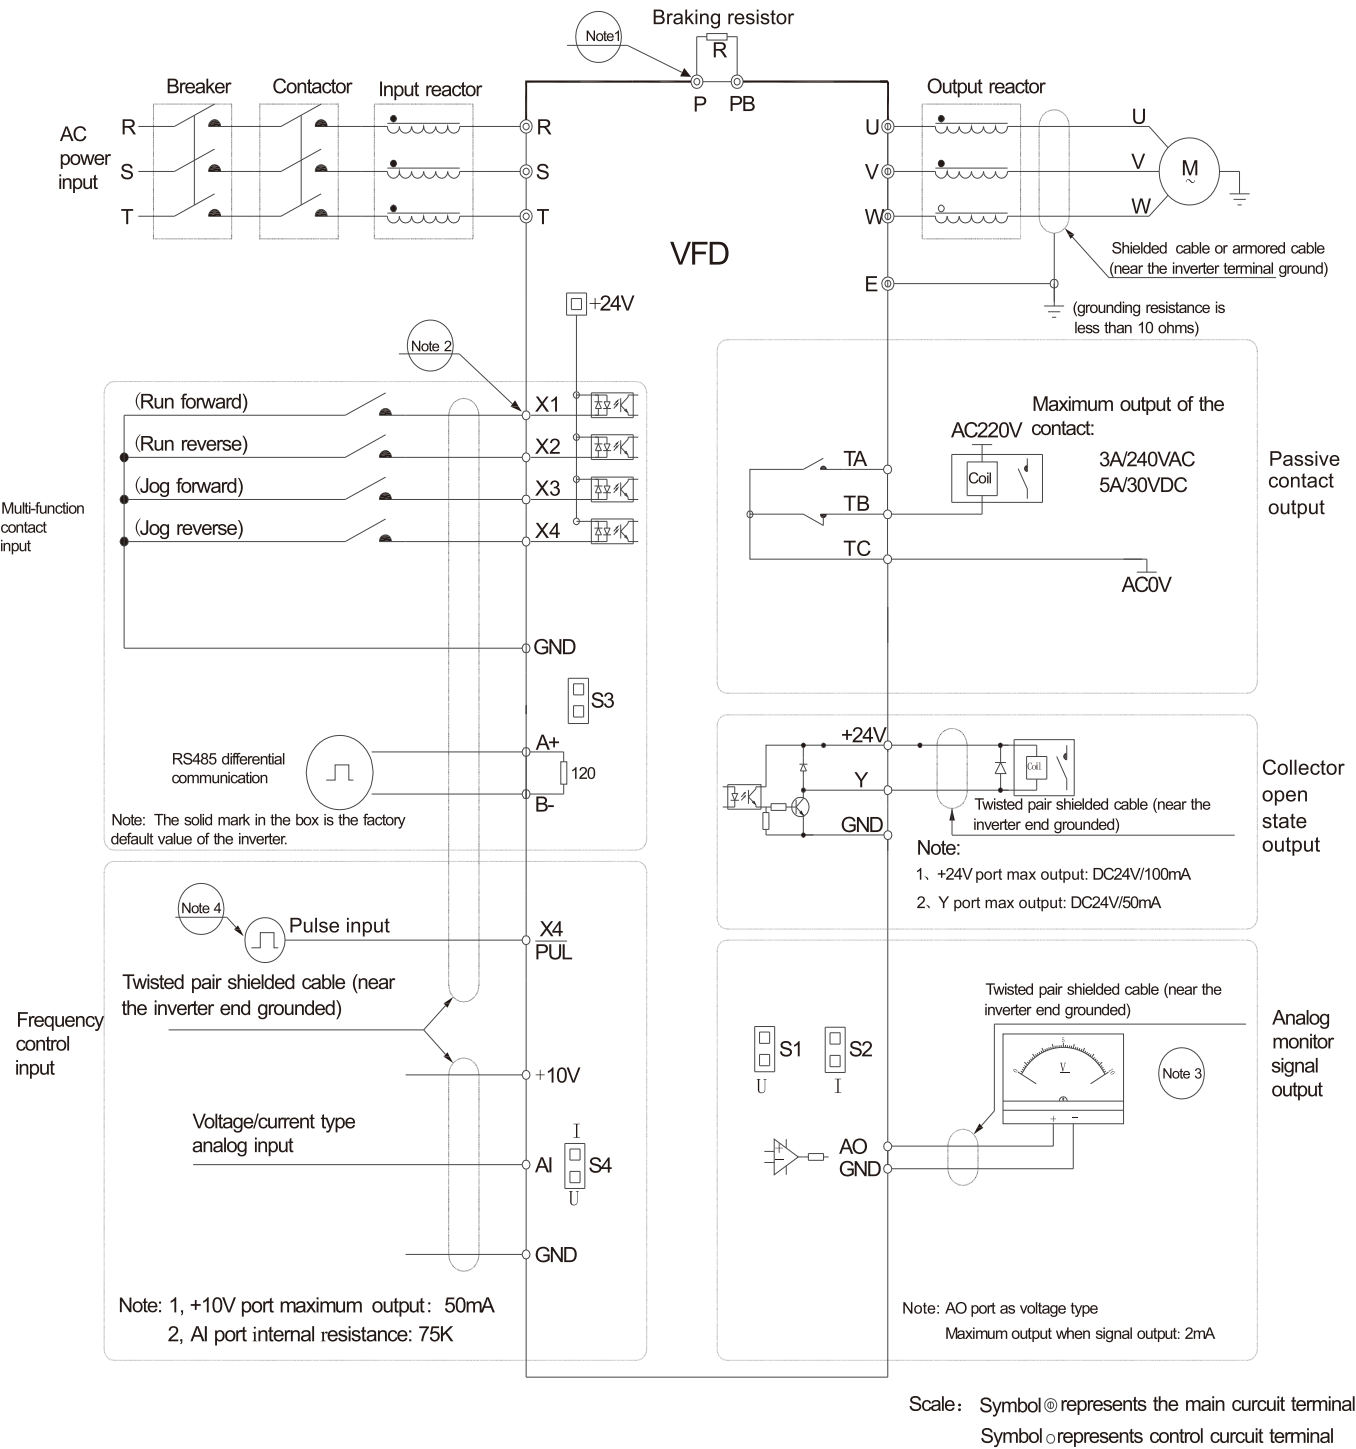 Braking resistor
Note1
R
P PB
Breaker Contactor Input reactor
Output reactor
AC
power
input
R
S
T
R
S
T
U
V
W
U
V
W
M
~
VFD
E
Shielded cable or armored cable
(near the inverter terminal ground)
(grounding resistance is
less than 10 ohms)
+24V
Note 2
Multi-function
contact
input
(Run forward)
(Run reverse)
(Jog forward)
(Jog reverse)
X1
X2
X3
X4
GND
S3
RS485 differential
communication
A+
120
B-
Note: The solid mark in the box is the factory
default value of the inverter.
TA
TB
TC
AC220V
Coil
Maximum output of the
contact:
3A/240VAC
5A/30VDC
AC0V
Passive
contact
output
+24V
Y
GND
Coil
Twisted pair shielded cable (near the
inverter end grounded)
Note:
1、+24V port max output: DC24V/100mA
2、Y port max output: DC24V/50mA
Collector
open
state
output
Frequency
control
input
Note 4
Pulse input
X4
PUL
Twisted pair shielded cable (near
the inverter end grounded)
+10V
Voltage/current type
analog input
AI
I
S4
U
GND
Note: 1, +10V port maximum output: 50mA
2, AI port internal resistance: 75K
Twisted pair shielded cable (near the
inverter end grounded)
S1
U
S2
I
0 5 10
V
+ −
Note 3
AO
GND
Analog
monitor
signal
output
Note: AO port as voltage type
Maximum output when signal output: 2mA
Scale: Symbol represents the main curcuit terminal
Symbol represents control curcuit terminal